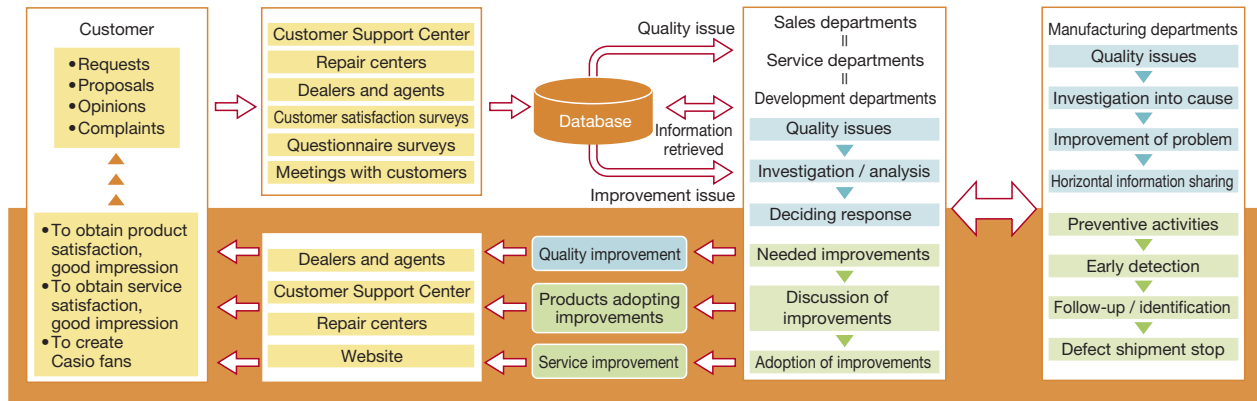 Customer
•Requests
•Proposals
•Opinions
•Complaints
•To obtain product
satisfaction,
good impression
•To obtain service
satisfaction,
good impression
•To create
Casio fans
Customer Support Center
Repair centers
Dealers and agents
Customer satisfaction surveys
Questionnaire surveys
Meetings with customers
Dealers and agents
Customer Support Center
Repair centers
Website
Quality issue
Database
Information
retrieved
Improvement issue
Quality improvement
Products adopting
improvements
Service improvement
Sales departments
=
Service departments
=
Development departments
Quality issues
Investigation / analysis
Deciding response
Needed improvements
Discussion of
improvements
Adoption of improvements
Manufacturing departments
Quality issues
Investigation into cause
Improvement of problem
Horizontal information sharing
Preventive activities
Early detection
Follow-up / identification
Defect shipment stop